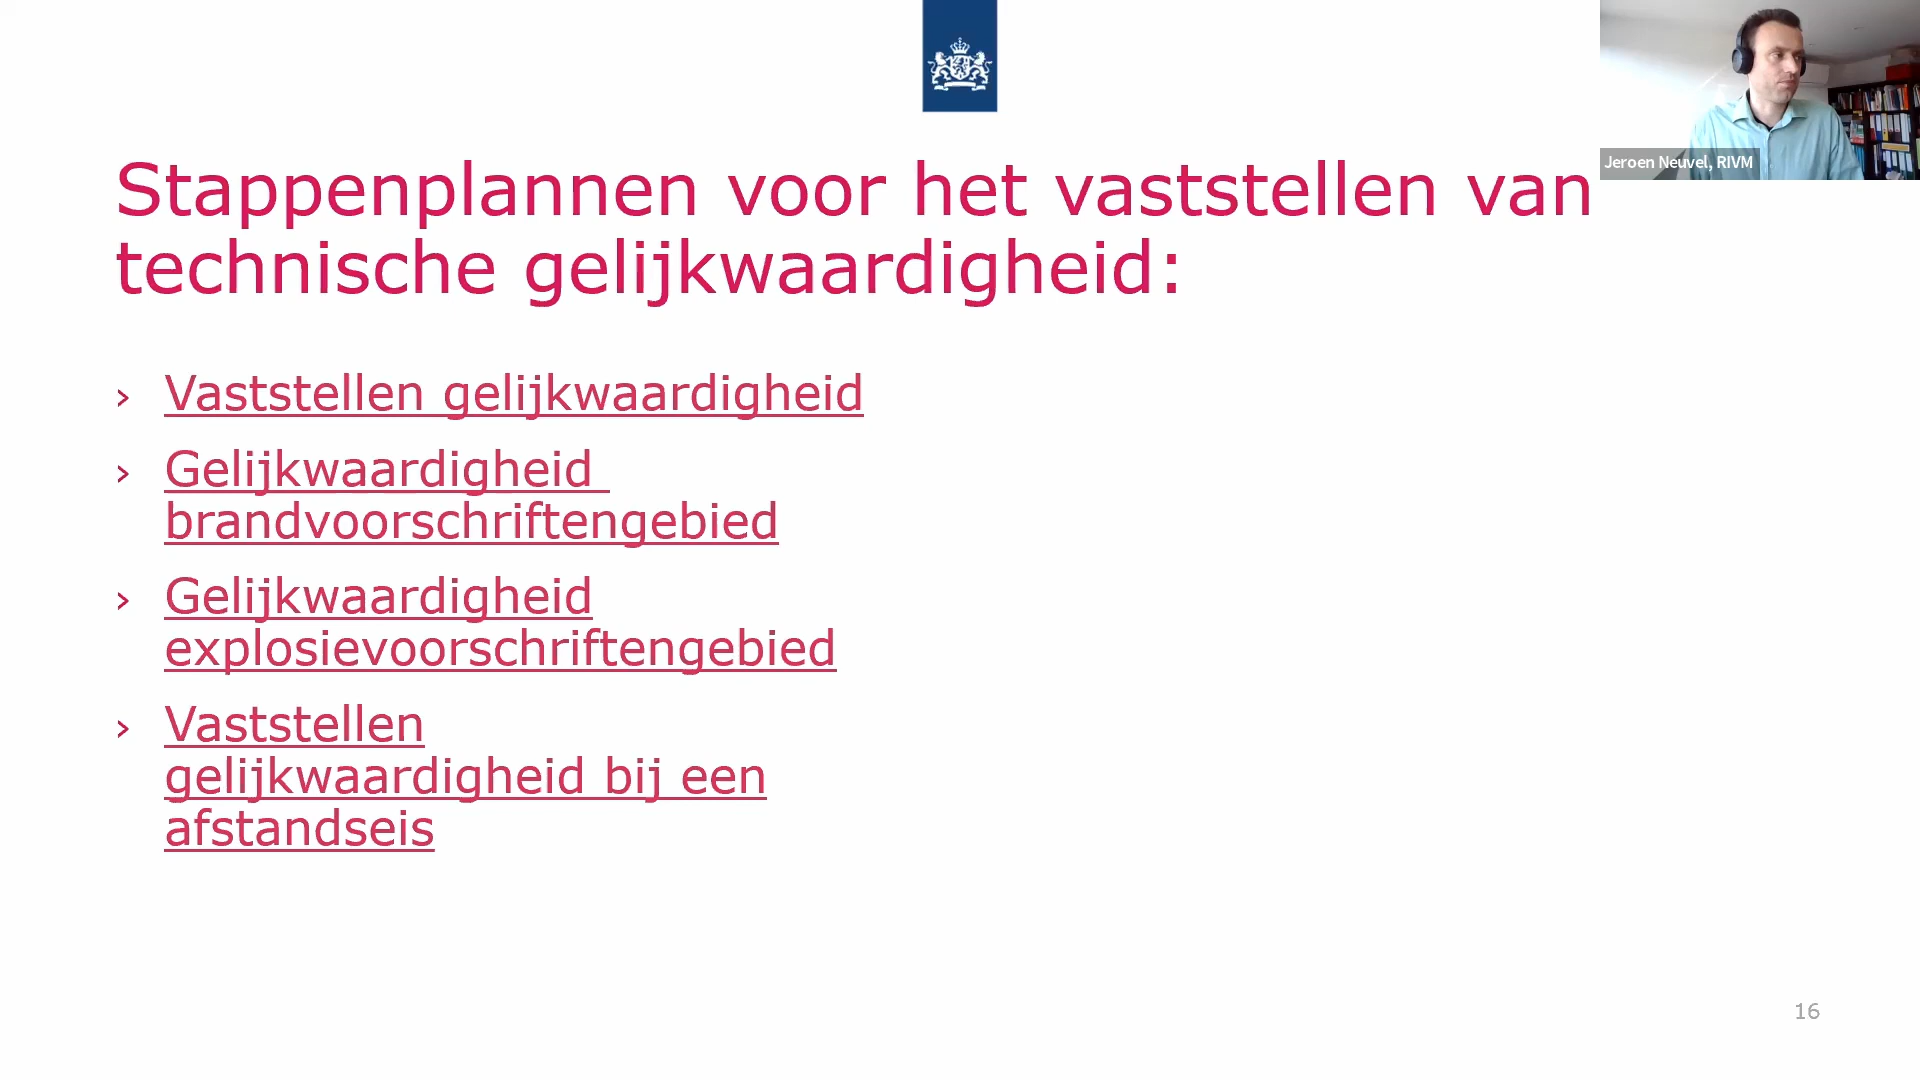 Jeroen Neuvel, RIVM
Stappenplannen voor het vaststellen van
technische gelijkwaardigheid:
› Vaststellen gelijkwaardigheid
› Gelijkwaardigheid
brandvoorschriftengebied
› Gelijkwaardigheid
explosievoorschriftengebied
› Vaststellen
gelijkwaardigheid bij een
afstandseis
16